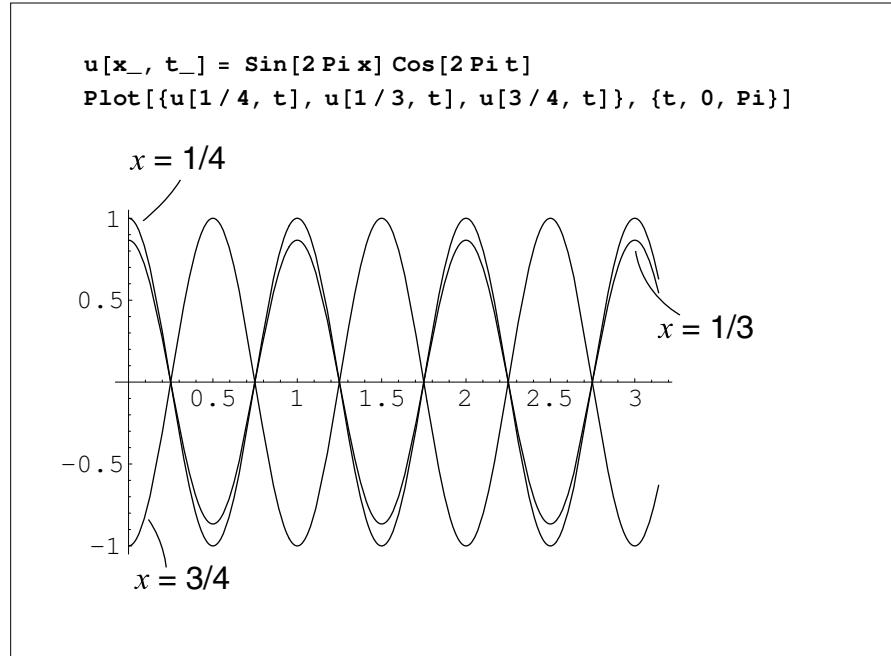 u[x_, t_] = Sin[2 Pi x] Cos[2 Pi t]
Plot[{u[1/4, t], u[1/3, t], u[3/4, t]}, {t, 0, Pi}]
x = 1/4
1
0.5
x = 1/3
0.5 1 1.5 2 2.5 3
−0.5
−1
x = 3/4